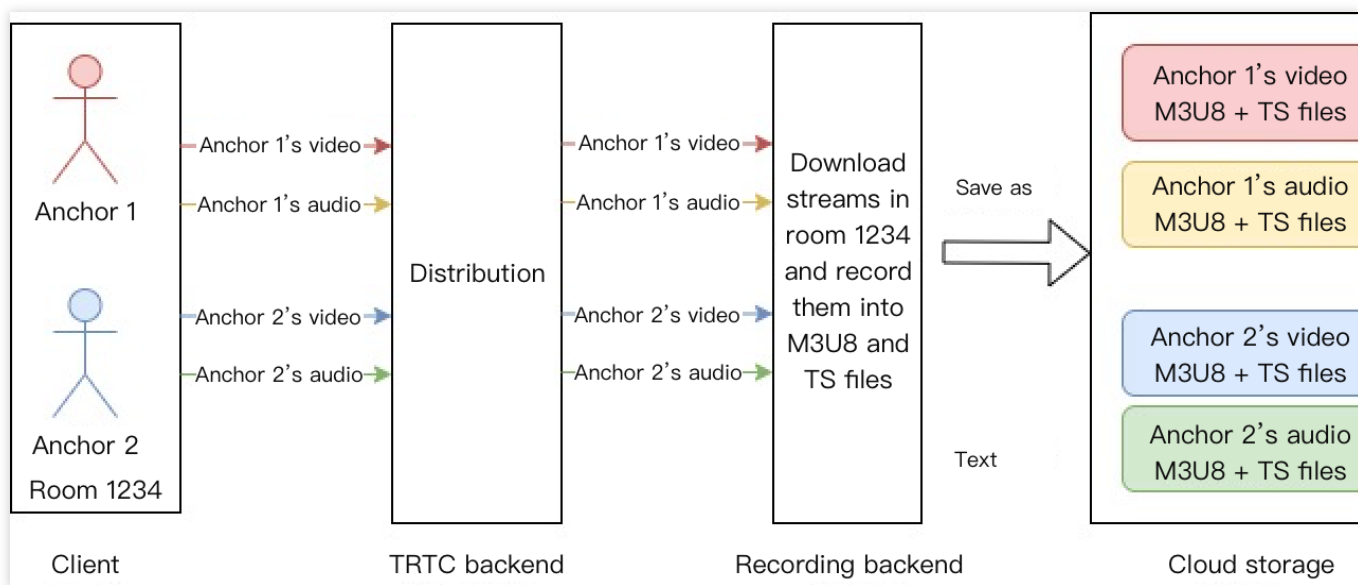 Anchor 1
Anchor 2
Room 1234
Client
Anchor 1's video
Anchor 1's audio
Anchor 2's video
Anchor 2's audio
Distribution
TRTC backend
Anchor 1's video
Anchor 1's audio
Anchor 2's video
Anchor 2's audio
Download
streams in
room 1234
and record
them into
M3U8 and
TS files
Recording backend
Save as
Text
Anchor 1's video
M3U8 + TS files
Anchor 1's audio
M3U8 + TS files
Anchor 2's video
M3U8 + TS files
Anchor 2's audio
M3U8 + TS files
Cloud storage